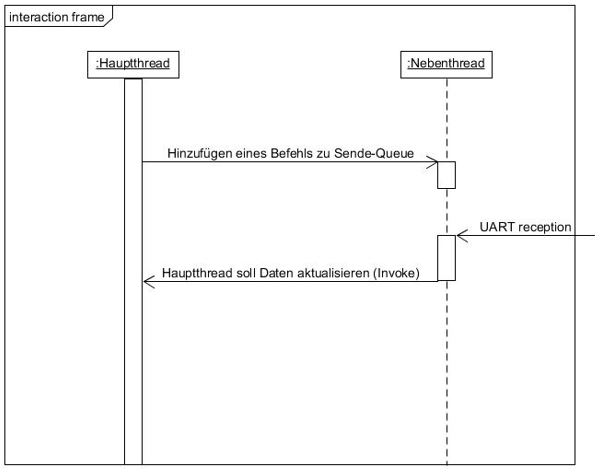 interaction frame
:Hauptthread
:Nebenthread
Hinzufügen eines Befehls zu Sende-Queue
UART reception
Hauptthread soll Daten aktualisieren (Invoke)